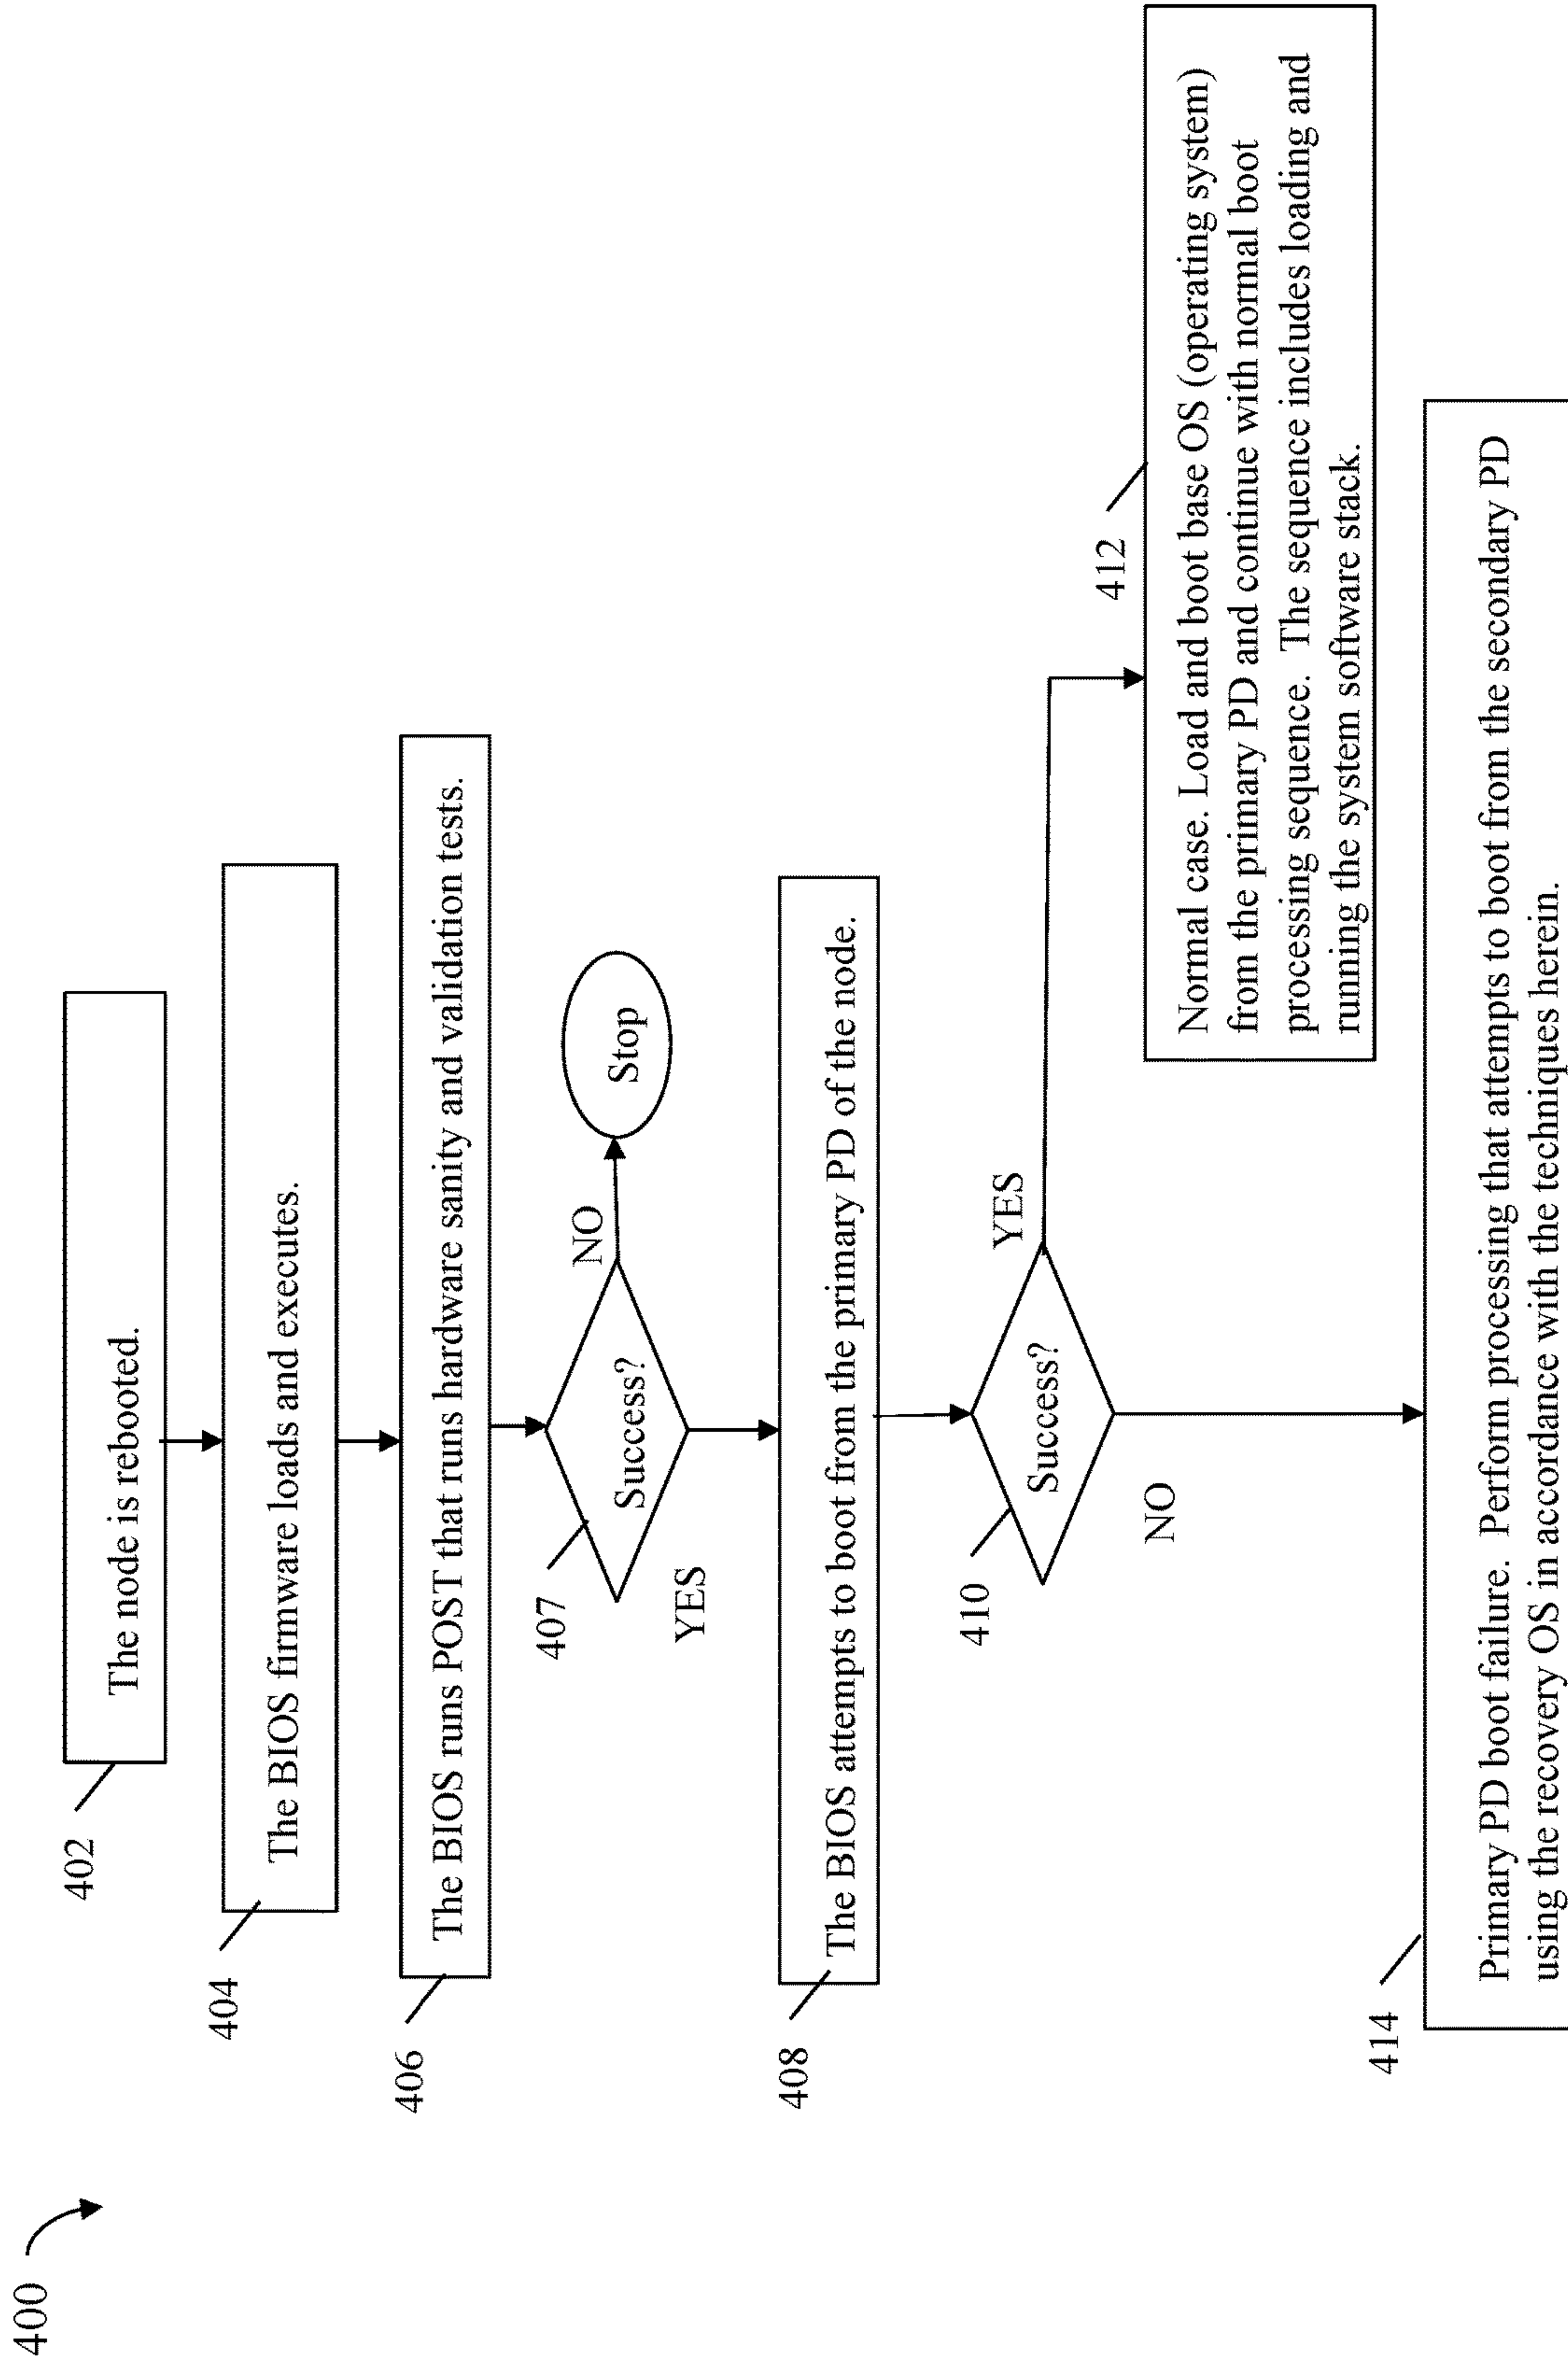 400
402
The node is rebooted.
404
The BIOS firmware loads and executes.
406
The BIOS runs POST that runs hardware sanity and validation tests.
407
Success?
NO
Stop
YES
408
The BIOS attempts to boot from the primary PD of the node.
410
Success?
YES
NO
412
Normal case. Load and boot base OS (operating system)
from the primary PD and continue with normal boot
processing sequence. The sequence includes loading and
running the system software stack.
414
Primary PD boot failure. Perform processing that attempts to boot from the secondary PD
using the recovery OS in accordance with the techniques herein.